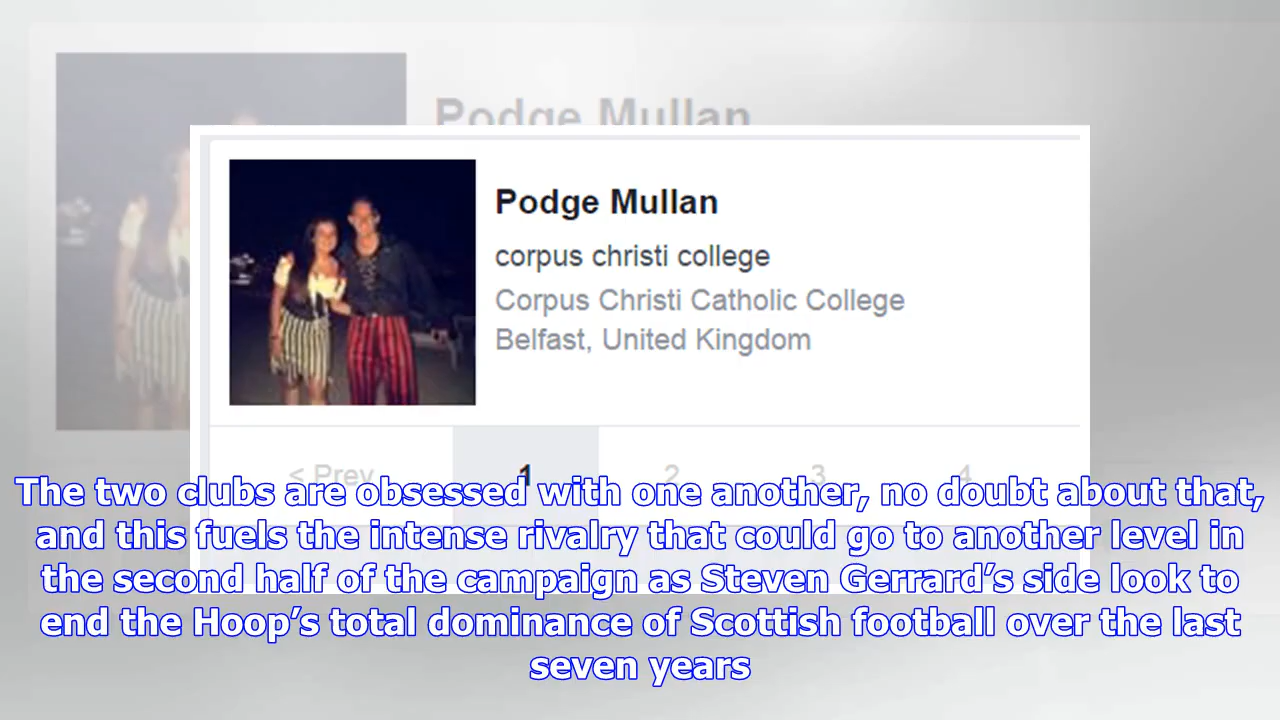 Podge Mullan
Podge Mullan
corpus christi college
Corpus Christi Catholic College
Belfast, United Kingdom
< Prev 1 2 3 4
The two clubs are obsessed with one another, no doubt about that,
and this fuels the intense rivalry that could go to another level in
the second half of the campaign as Steven Gerrard’s side look to
end the Hoop’s total dominance of Scottish football over the last
seven years